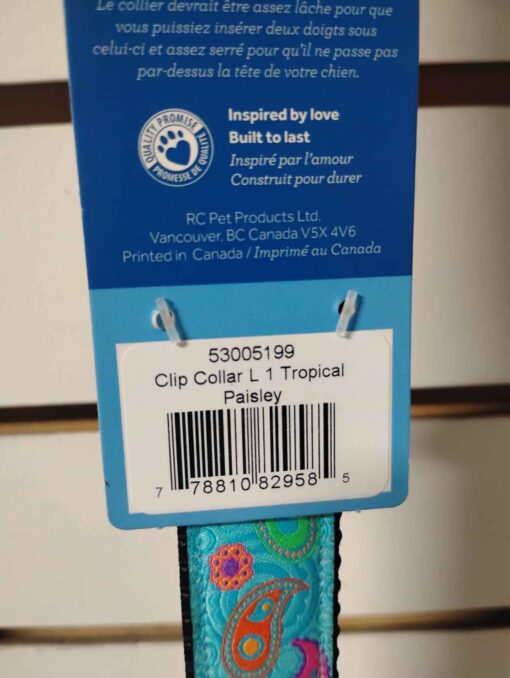 Le collier devrait être assez lâche pour que
vous puissiez insérer deux doigts sous
celui-ci et assez serré pour qu'il ne passe pas
par-dessus la tête de votre chien.
QUALITY PROMISE
PROMESSE DE QUALITÉ
Inspired by love
Built to last
Inspiré par l'amour
Construit pour durer
RC Pet Products Ltd.
Vancouver, BC Canada V5X 4V6
Printed in Canada / Imprimé au Canada
53005199
Clip Collar L 1 Tropical
Paisley
7 78810 82958 5